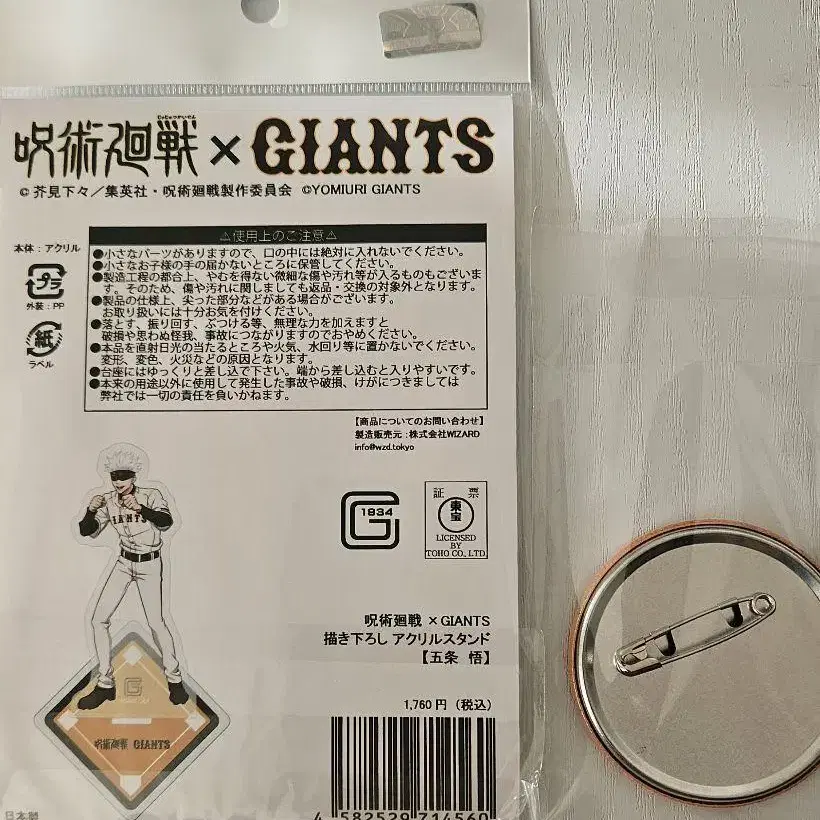 じゅじゅつかいせん
呪術廻戦×GIANTS
© 芥見下々／集英社・呪術廻戦製作委員会 ©YOMIURI GIANTS
⚠使用上のご注意⚠
●小さなパーツがありますので、口の中には絶対に入れないでください。
●小さなお子様の手の届かないところに保管してください。
●製造工程の都合上、やむを得ない微細な傷や汚れ等が入るものもございま
す。そのため、傷や汚れに関しましても返品・交換の対象外となります。
●製品の仕様上、尖った部分などがある場合がございます。
お取り扱いには十分お気を付けください。
●落とす、振り回す、ぶつける等、無理な力を加えますと
破損や思わぬ怪我、事故につながりますのでおやめください。
●本品を直射日光の当たるところや火気、水回り等に置かないでください。
変形、変色、火災などの原因となります。
●台座にはゆっくりと差し込で下さい。端から差し込むと入りやすいです。
●本来の用途以外に使用して発生した事故や破損、けがにつきましては
弊社では一切の責任を負いかねます。
本体：アクリル
プラ
外装：PP
紙
ラベル
【商品についてのお問い合わせ】
製造販売元：株式会社WIZARD
info@wzd.tokyo
GIANTS
G
呪術廻戦 GIANTS
G 1934
証 票
東宝
LICENSED
BY
TOHO CO., LTD.
呪術廻戦 ×GIANTS
描き下ろし アクリルスタンド
【五条 悟】
1,760円（税込）
4 582529 714560
日本製